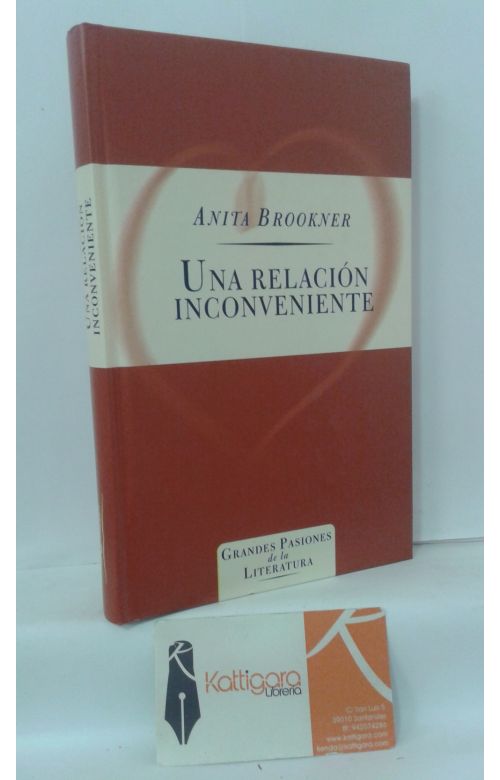 ANITA BROOKNER
UNA RELACIÓN
INCONVENIENTE
UNA RELACIÓN
INCONVENIENTE
GRANDES PASIONES
de la
LITERATURA
Kattigara
Librería
C/ San Luis 5
39010 Santander
www.kattigara.com